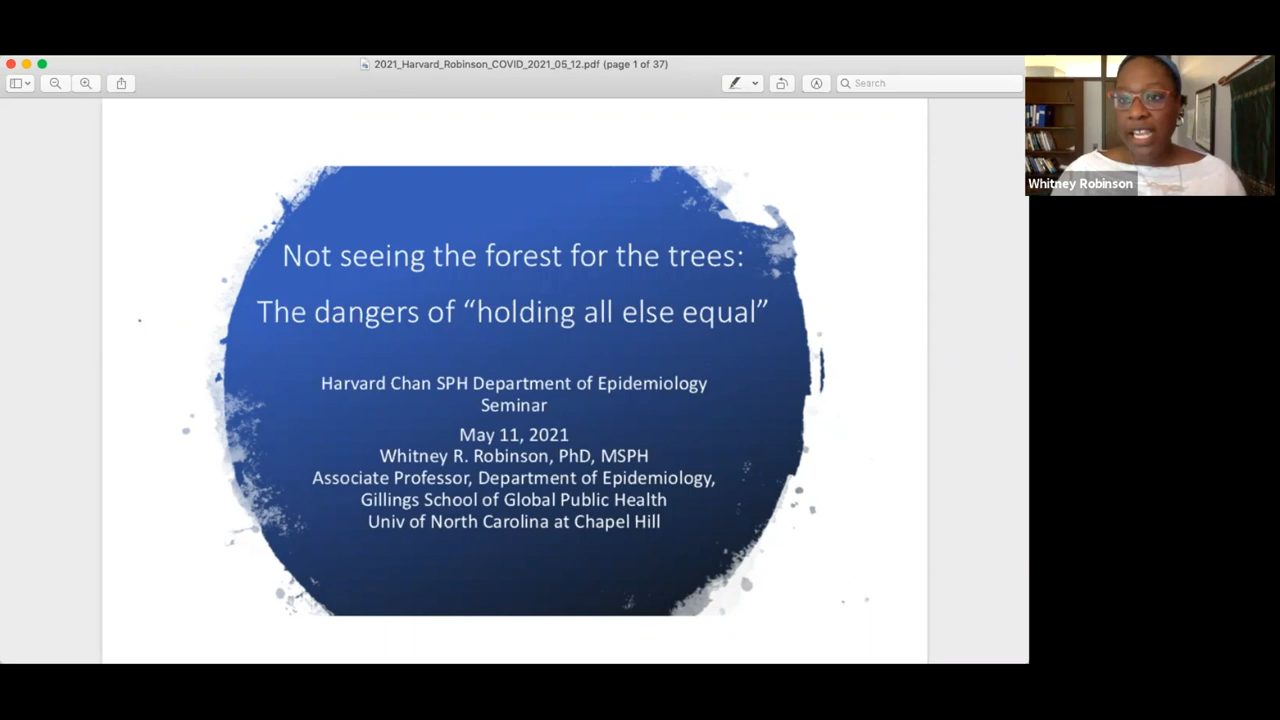 2021_Harvard_Robinson_COVID_2021_05_12.pdf (page 1 of 37)
Search
Whitney Robinson
Not seeing the forest for the trees:
The dangers of “holding all else equal”
Harvard Chan SPH Department of Epidemiology
Seminar
May 11, 2021
Whitney R. Robinson, PhD, MSPH
Associate Professor, Department of Epidemiology,
Gillings School of Global Public Health
Univ of North Carolina at Chapel Hill